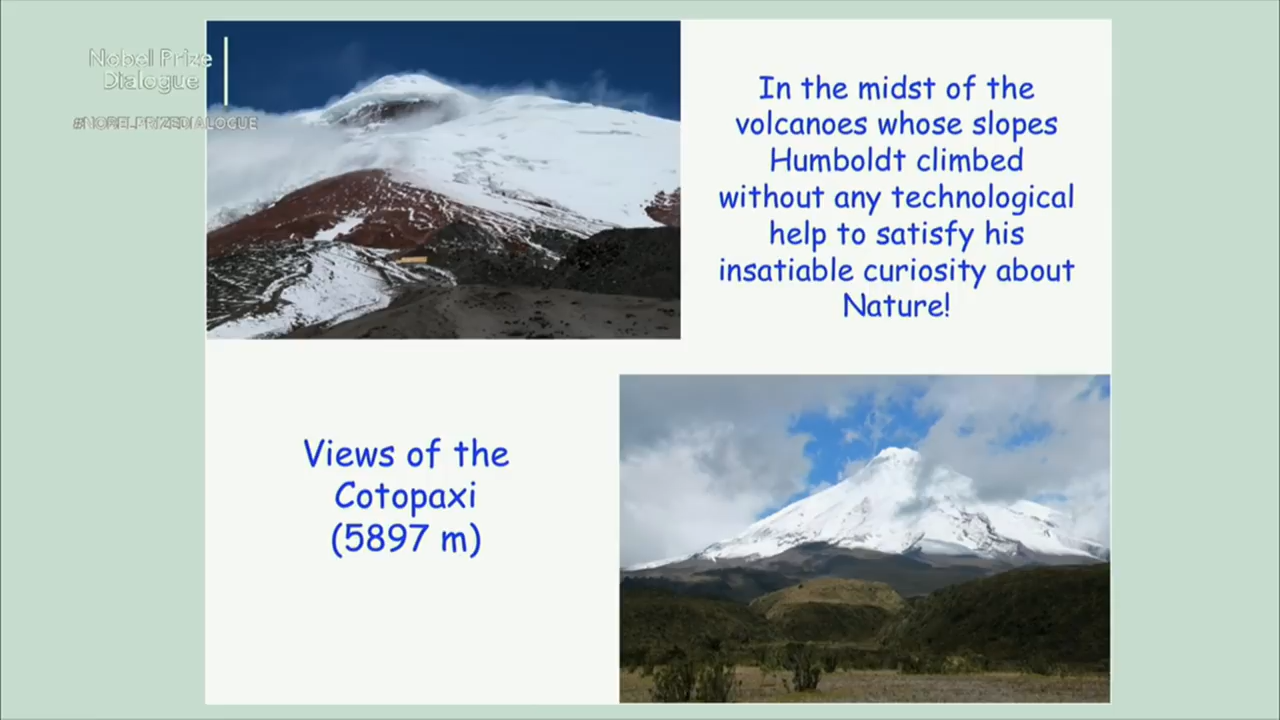 Nobel Prize
Dialogue
#NOBELPRIZEDIALOGUE
In the midst of the
volcanoes whose slopes
Humboldt climbed
without any technological
help to satisfy his
insatiable curiosity about
Nature!
Views of the
Cotopaxi
(5897 m)